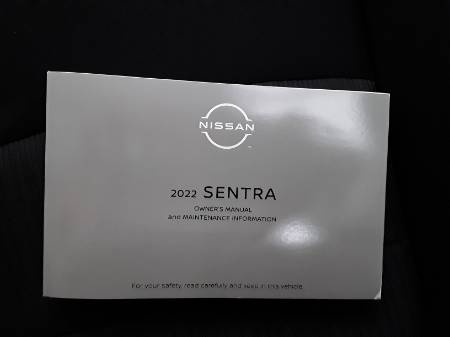 NISSAN
2022 SENTRA
OWNER'S MANUAL
and MAINTENANCE INFORMATION
For your safety, read carefully and keep in this vehicle.